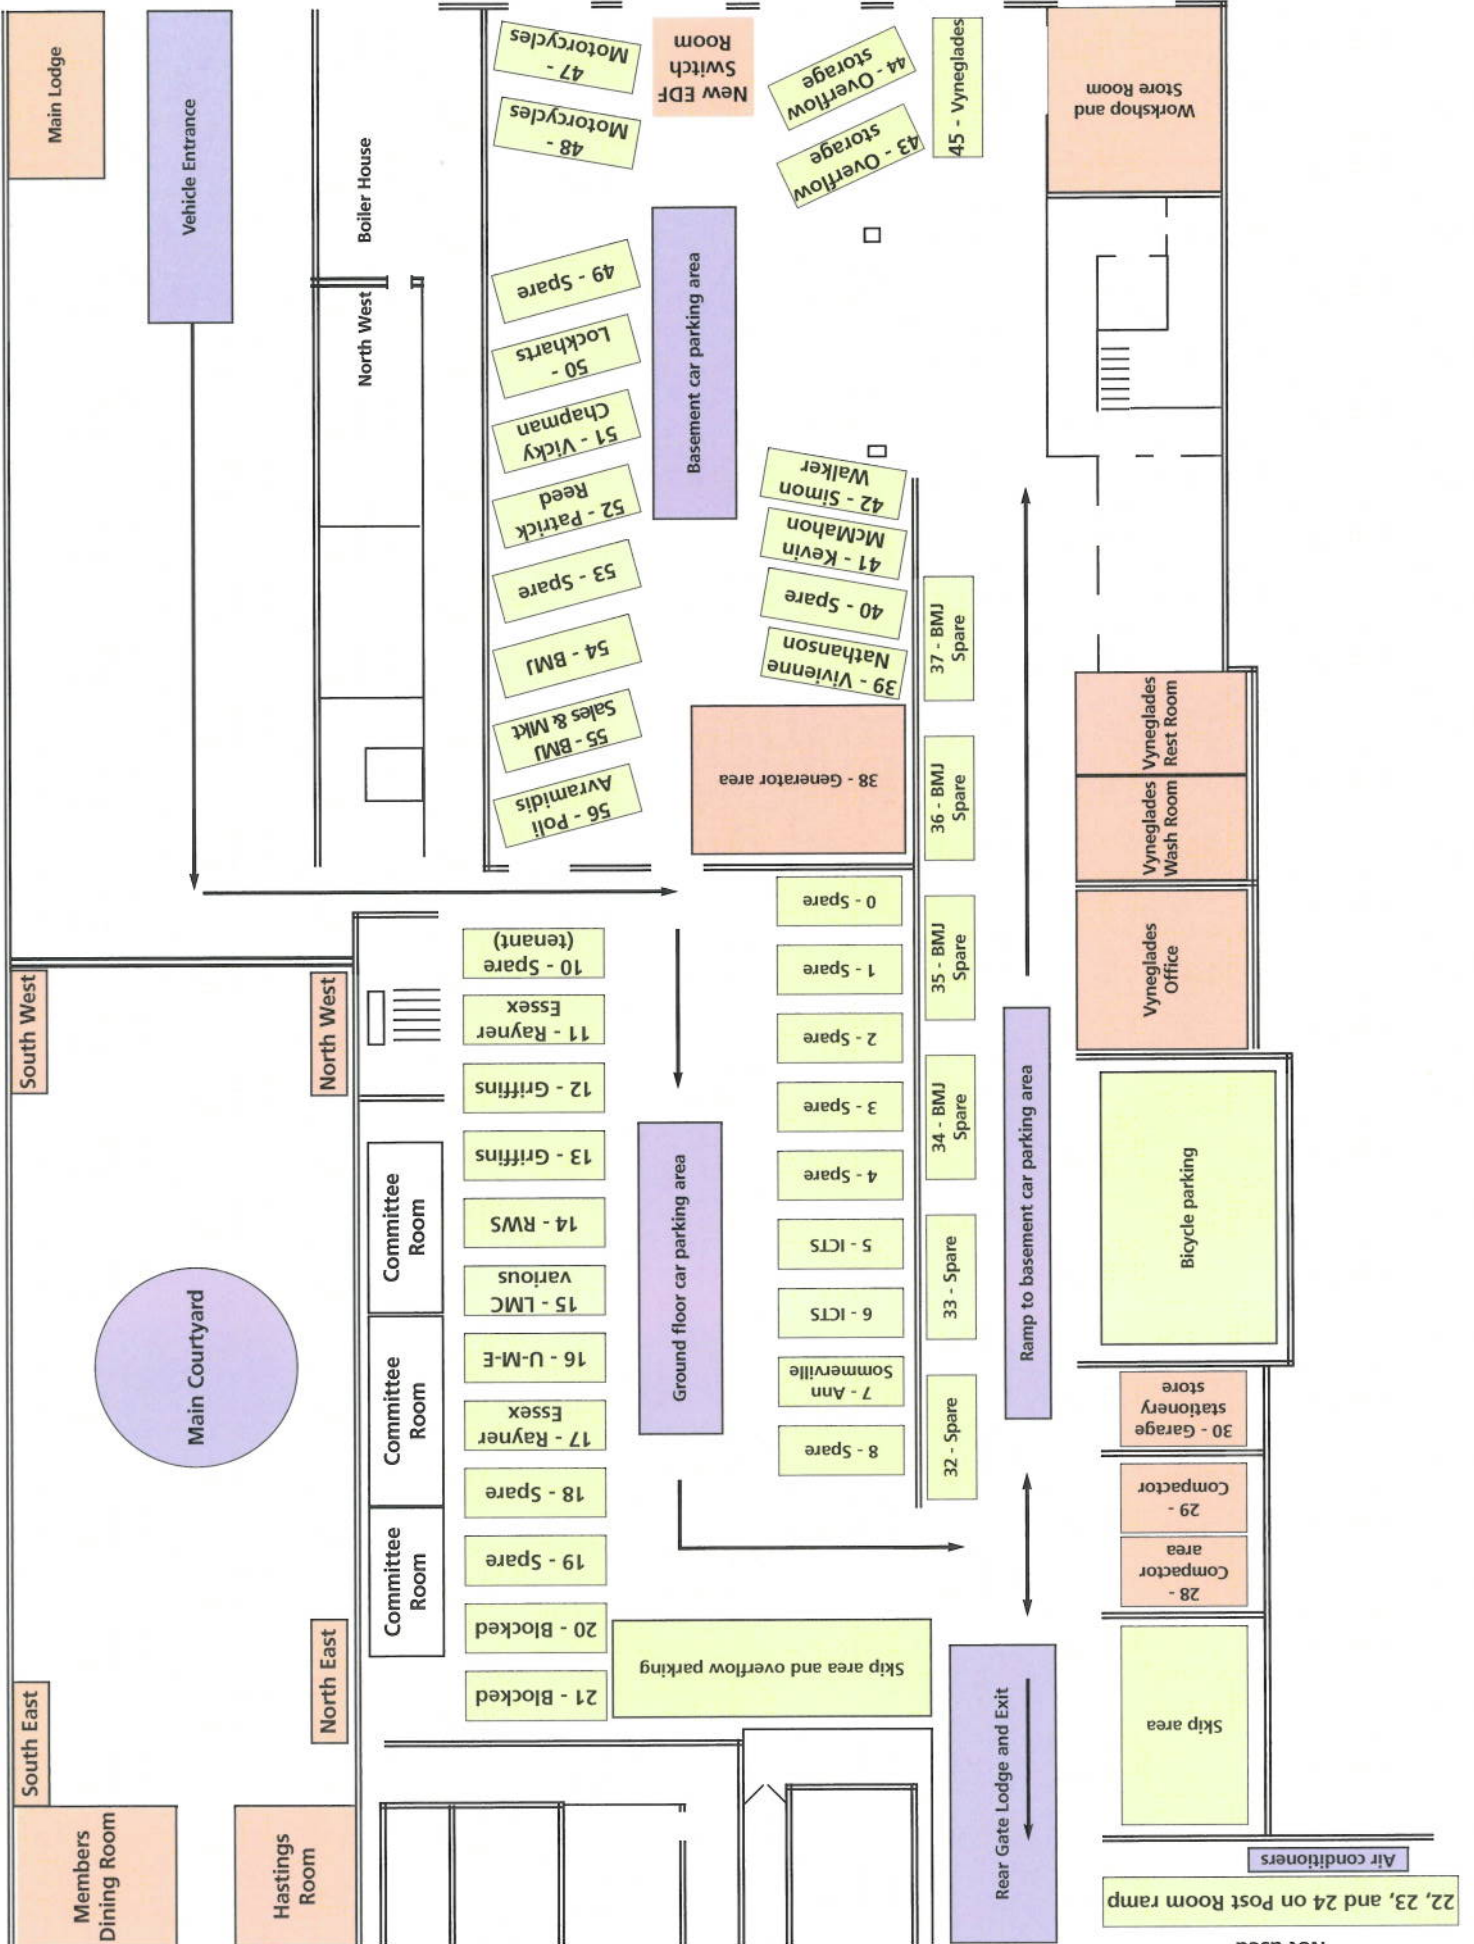 Main Lodge
Vehicle Entrance
Boiler House
North West
47 -
Motorcycles
48 -
Motorcycles
New EDF
Switch
Room
44 - Overflow
storage
43 - Overflow
storage
45 - Vyneglades
Workshop and
Store Room
49 - Spare
50 -
Lockharts
51 - Vicky
Chapman
52 - Patrick
Reed
53 - Spare
54 - BMJ
55 - BMJ
Sales & Mkt
56 - Poli
Avramidis
Basement car parking area
42 - Simon
Walker
41 - Kevin
McMahon
40 - Spare
39 - Vivienne
Nathanson
38 - Generator area
37 - BMJ
Spare
36 - BMJ
Spare
35 - BMJ
Spare
34 - BMJ
Spare
33 - Spare
32 - Spare
Vyneglades
Rest Room
Vyneglades
Wash Room
Vyneglades
Office
0 - Spare
1 - Spare
2 - Spare
3 - Spare
4 - Spare
5 - ICTS
6 - ICTS
7 - Ann
Sommerville
8 - Spare
10 - Spare
(tenant)
11 - Rayner
Essex
12 - Griffins
13 - Griffins
14 - RWS
15 - LMC
various
16 - U-M-E
17 - Rayner
Essex
18 - Spare
19 - Spare
20 - Blocked
21 - Blocked
Ground floor car parking area
Ramp to basement car parking area
Bicycle parking
South West
North West
Committee
Room
Committee
Room
Committee
Room
Main Courtyard
30 - Garage
stationery
store
29 -
Compactor
28 -
Compactor
area
Skip area and overflow parking
Skip area
Rear Gate Lodge and Exit
North East
South East
Members
Dining Room
Hastings
Room
Air conditioners
22, 23, and 24 on Post Room ramp